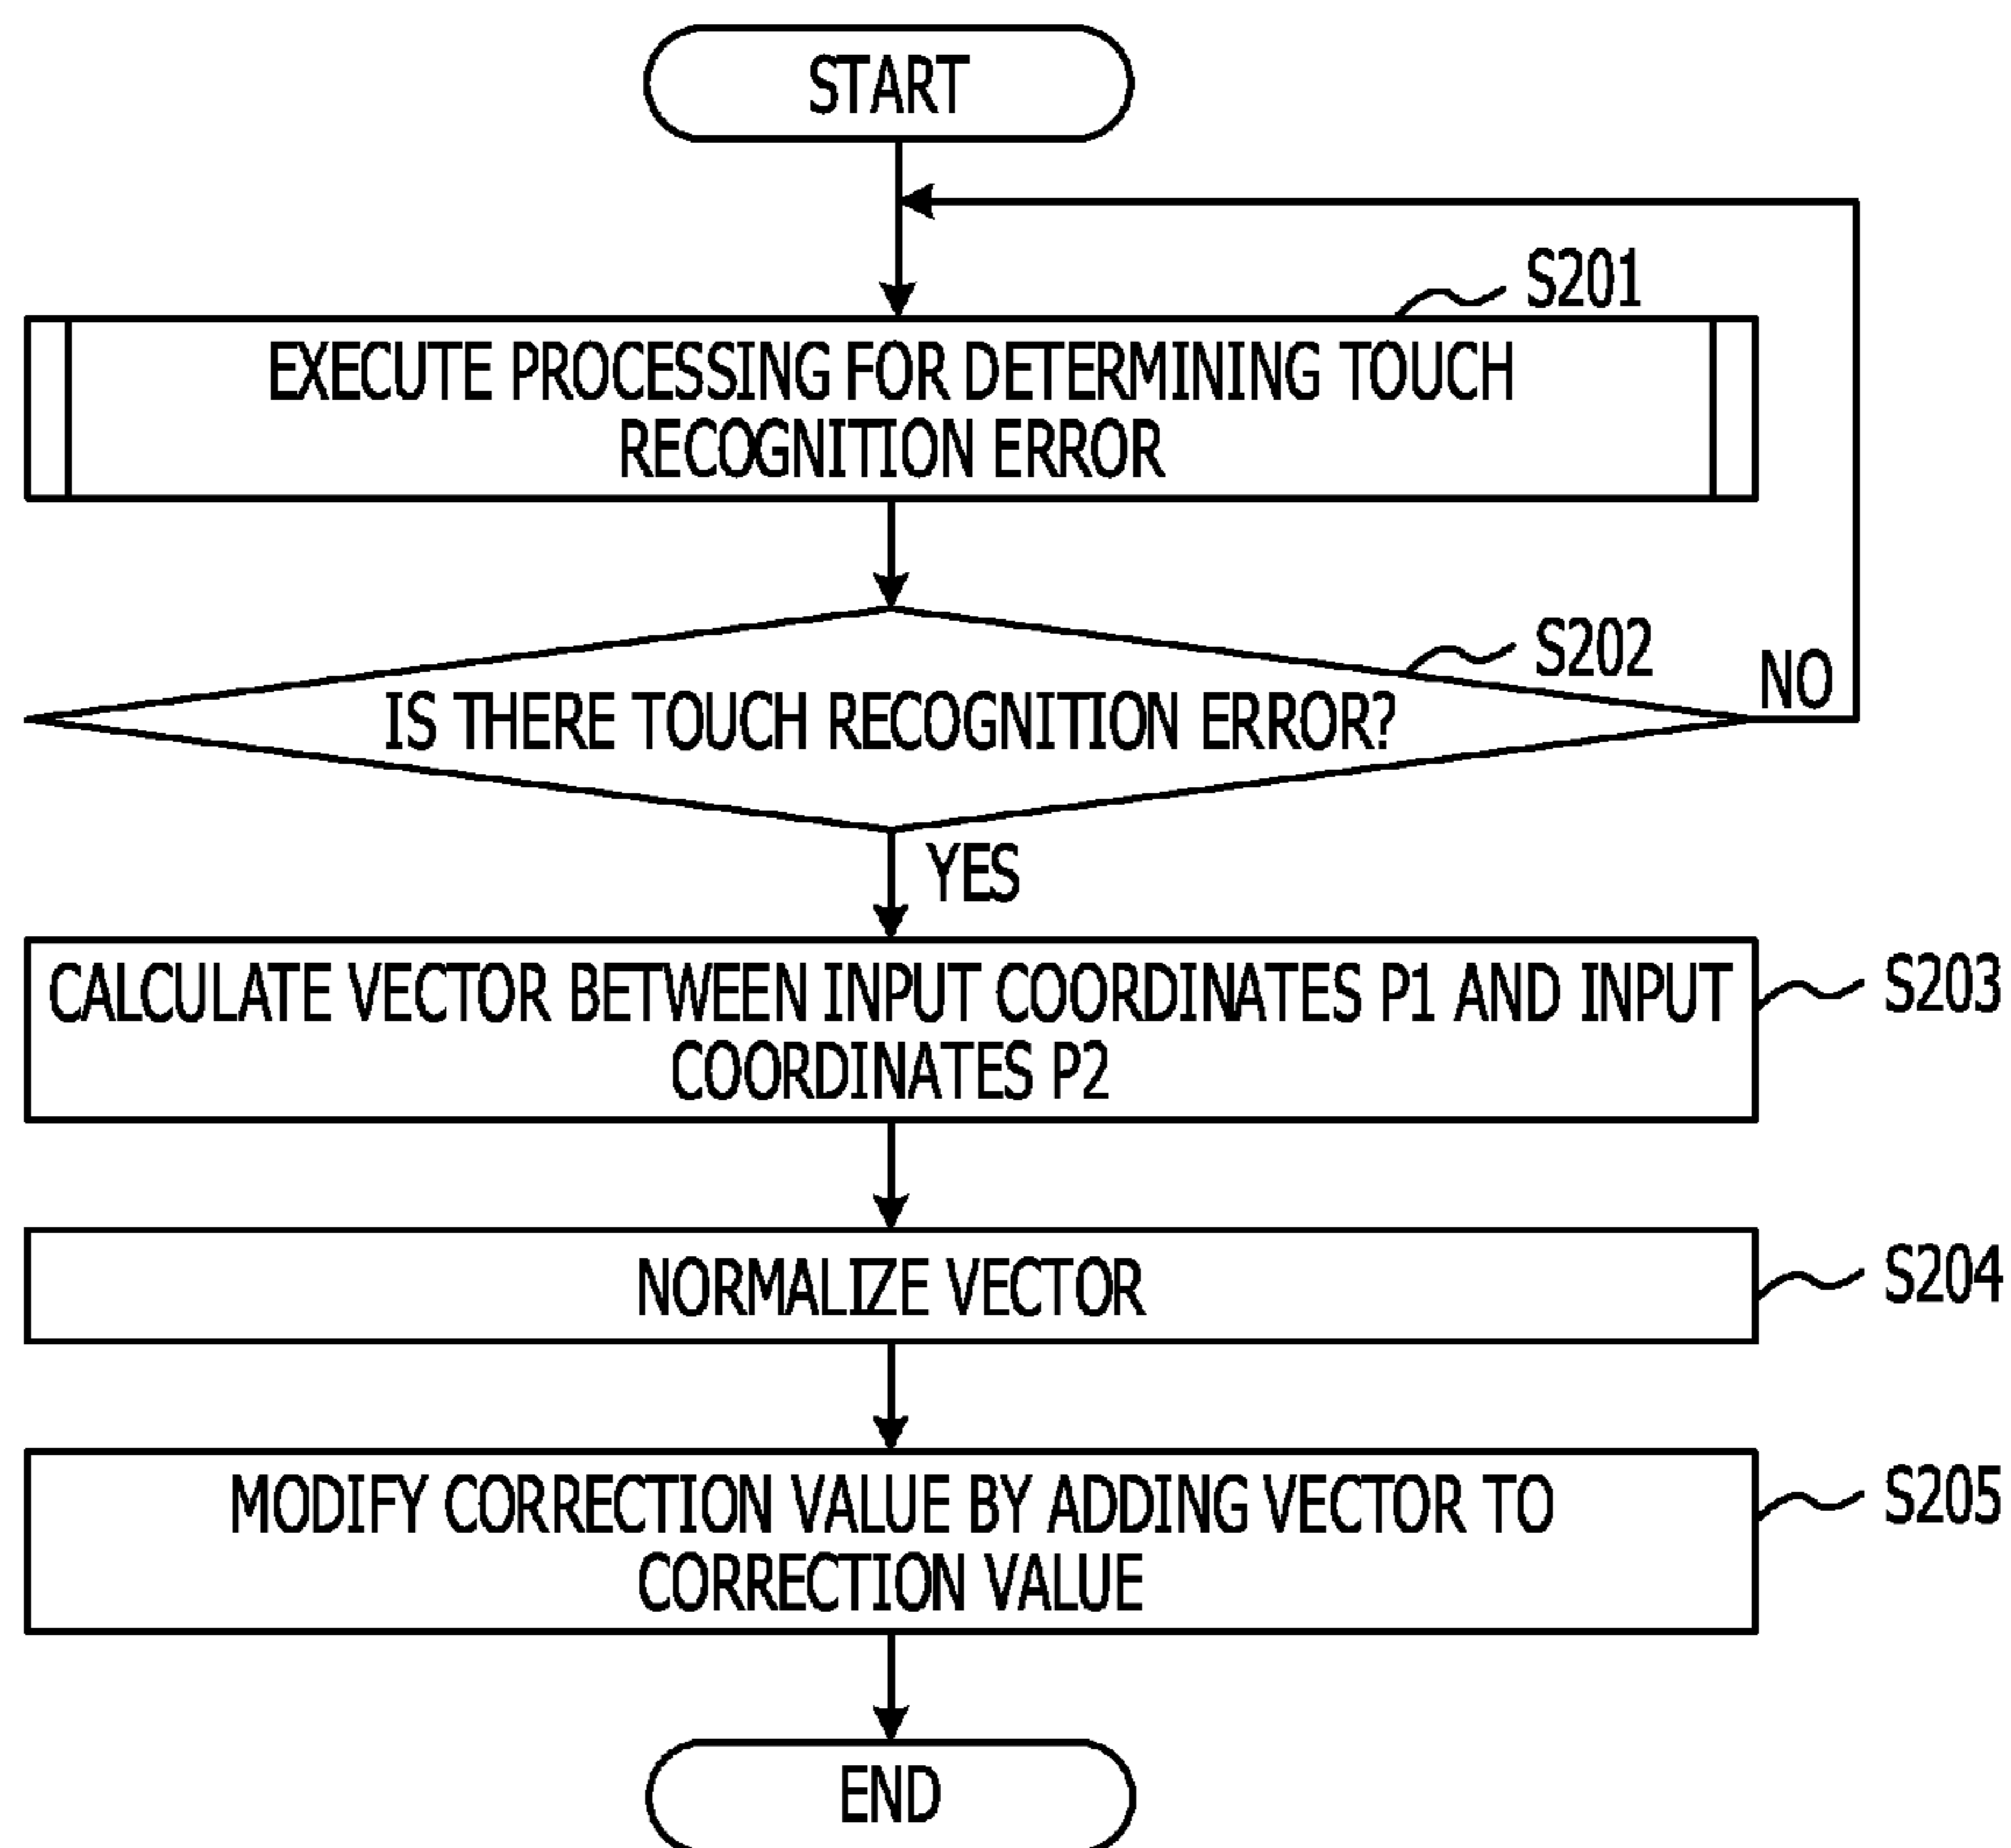 START
S201
EXECUTE PROCESSING FOR DETERMINING TOUCH
RECOGNITION ERROR
S202
NO
IS THERE TOUCH RECOGNITION ERROR?
YES
CALCULATE VECTOR BETWEEN INPUT COORDINATES P1 AND INPUT
COORDINATES P2
S203
NORMALIZE VECTOR
S204
MODIFY CORRECTION VALUE BY ADDING VECTOR TO
CORRECTION VALUE
S205
END